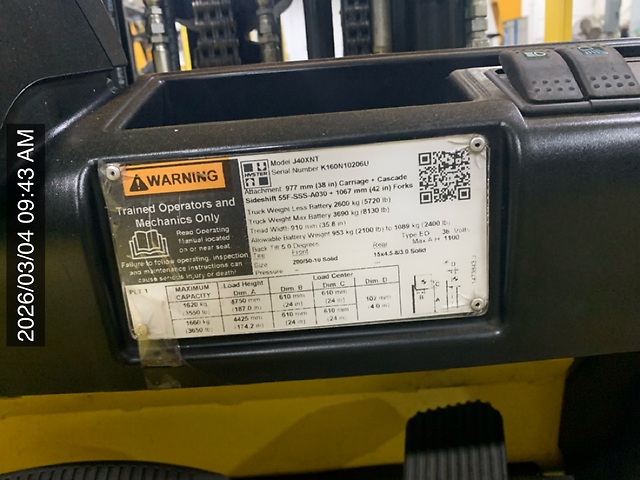 2026/03/04 09:43 AM
WARNING
Trained Operators and
Mechanics Only
Read Operating
Manual located
on or near seat.
Failure to follow operating, inspection
and maintenance instructions can
cause serious injury or death!
HYSTER
Model J40XNT
Serial Number K160N10206U
Attachment: 977 mm (38 in) Carriage + Cascade
Sideshift 55F-SSS-A030 + 1067 mm (42 in) Forks
Truck Weight Less Battery 2600 kg (5720 lb)
Truck Weight Max Battery 3690 kg (8130 lb)
Tread Width 910 mm (35.8 in)
Allowable Battery Weight 953 kg (2100 lb) to 1089 kg (2400 lb)
Back Tilt 5.0 Degrees Type EO 36 Volt
Max A H 1100
Tire Front Rear
Size 200/50-10 Solid 15x4.5.8/3.0 Solid
Pressure – –
MAXIMUM CAPACITY Load Height Dim. A Load Center Dim. B Dim. C Dim. D
1620 kg (3550 lb) 4750 mm (187.0 in) 610 mm (24 in) 610 mm (24 in) 102 mm (4.0 in)
1660 kg (3650 lb) 4425 mm (174.2 in) 610 mm (24 in) 610 mm (24 in)